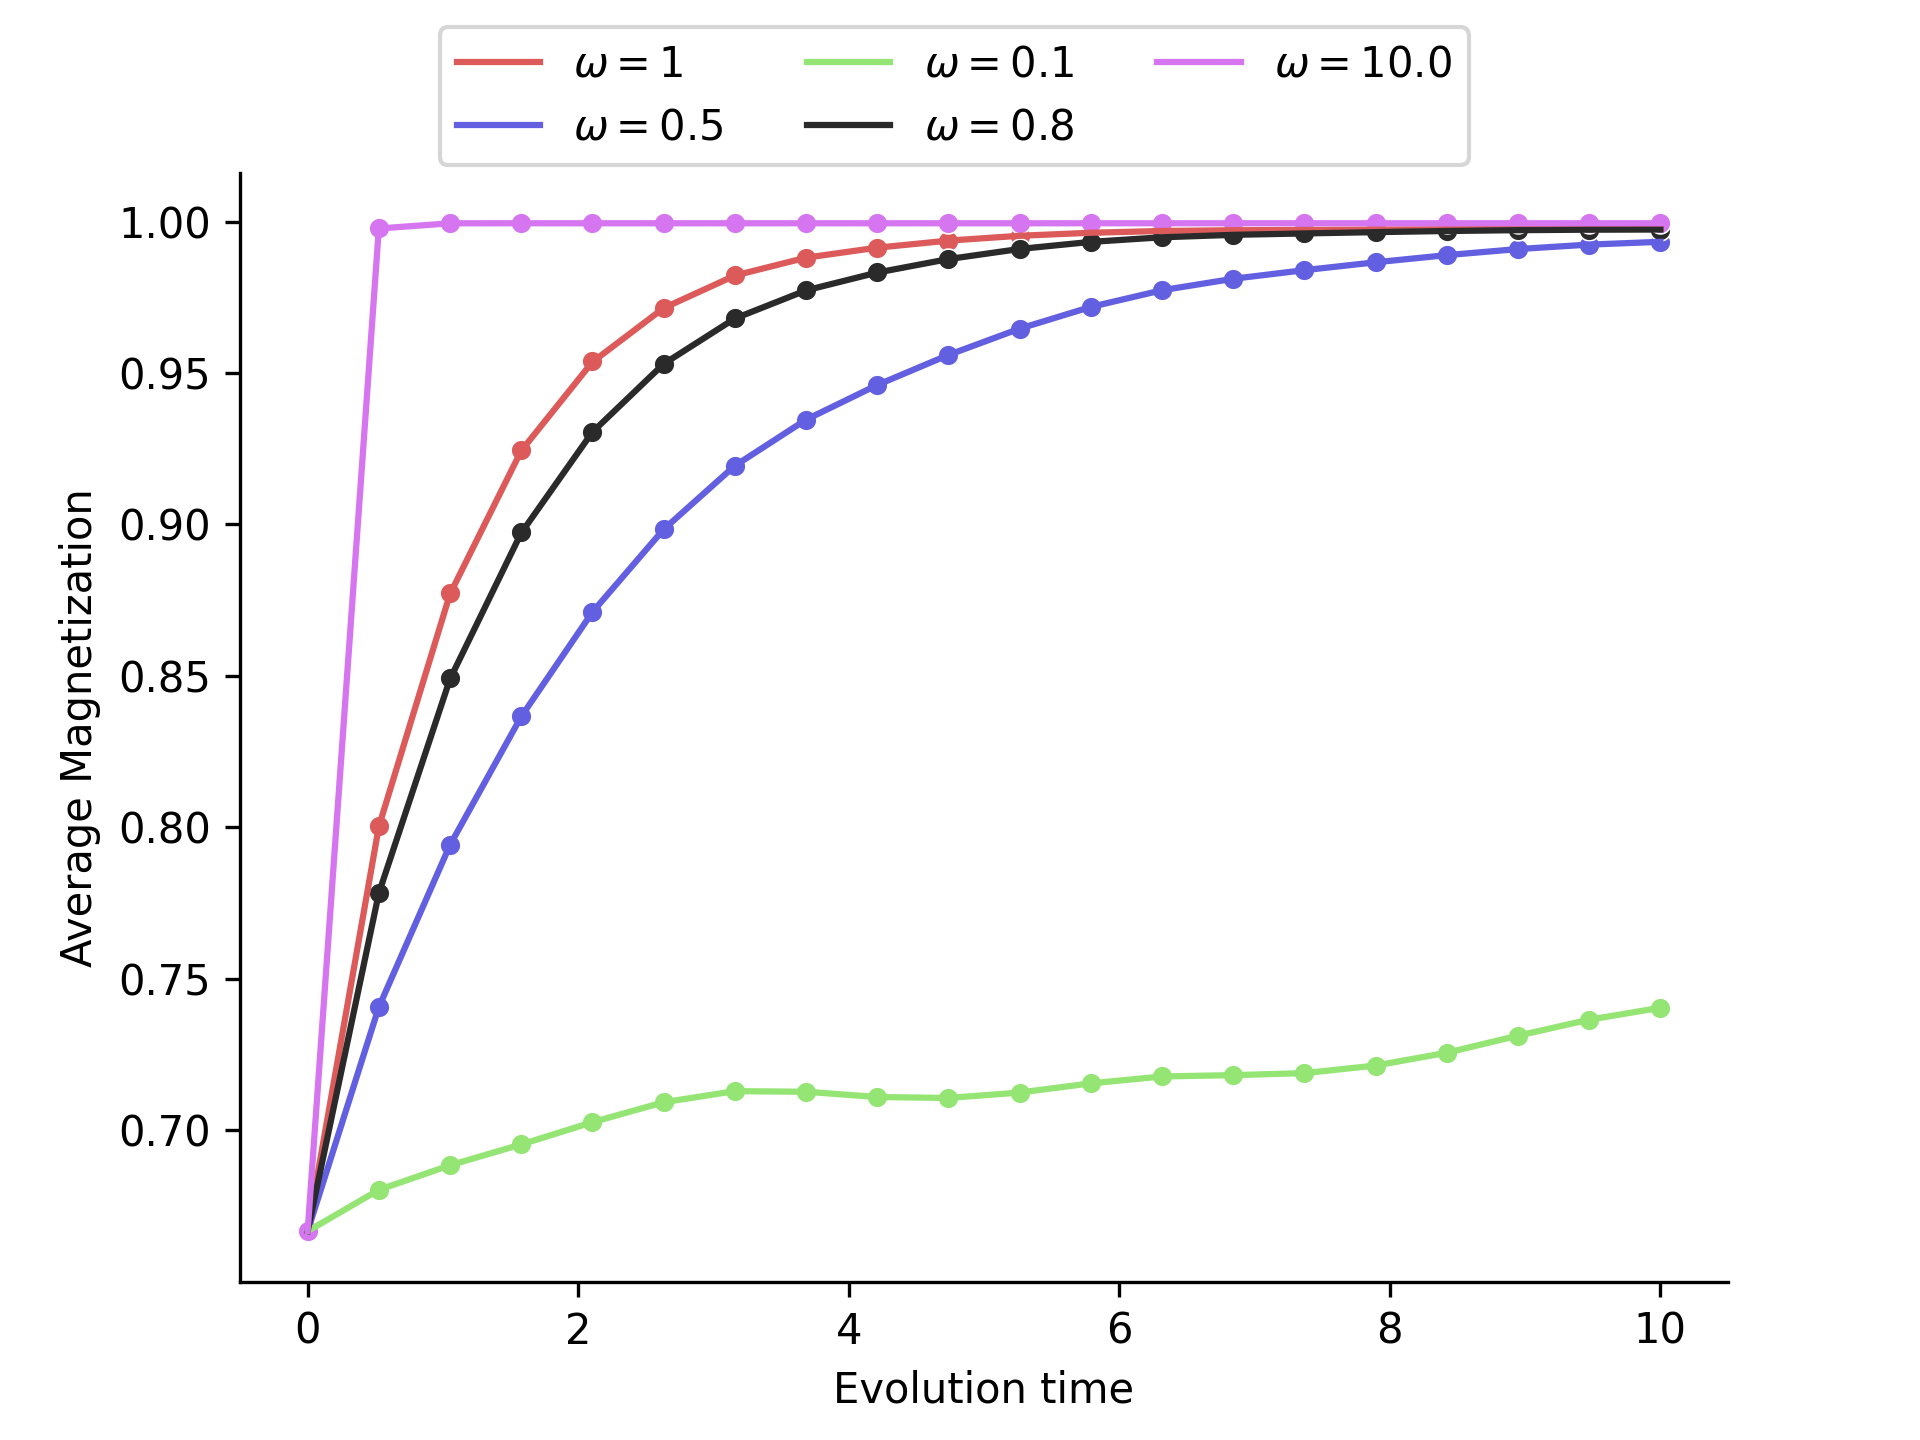 ω = 1 ω = 0.1 ω = 10.0
ω = 0.5 ω = 0.8
1.00
0.95
0.90
0.85
0.80
0.75
0.70
Average Magnetization
0 2 4 6 8 10
Evolution time